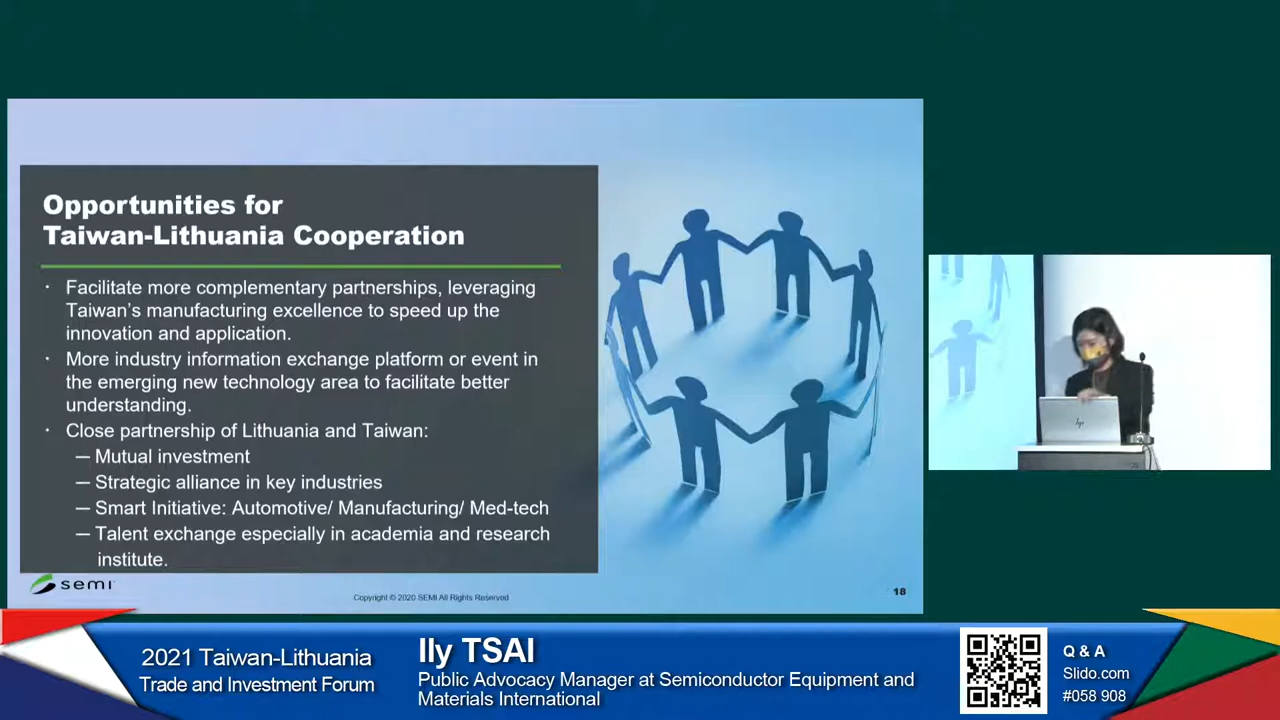 Opportunities for
Taiwan-Lithuania Cooperation
· Facilitate more complementary partnerships, leveraging
Taiwan's manufacturing excellence to speed up the
innovation and application.
· More industry information exchange platform or event in
the emerging new technology area to facilitate better
understanding.
· Close partnership of Lithuania and Taiwan:
— Mutual investment
— Strategic alliance in key industries
— Smart Initiative: Automotive/ Manufacturing/ Med-tech
— Talent exchange especially in academia and research
institute.
semi
Copyright © 2020 SEMI All Rights Reserved
18
hp
2021 Taiwan-Lithuania
Trade and Investment Forum
Ily TSAI
Public Advocacy Manager at Semiconductor Equipment and
Materials International
Q & A
Slido.com
#058 908